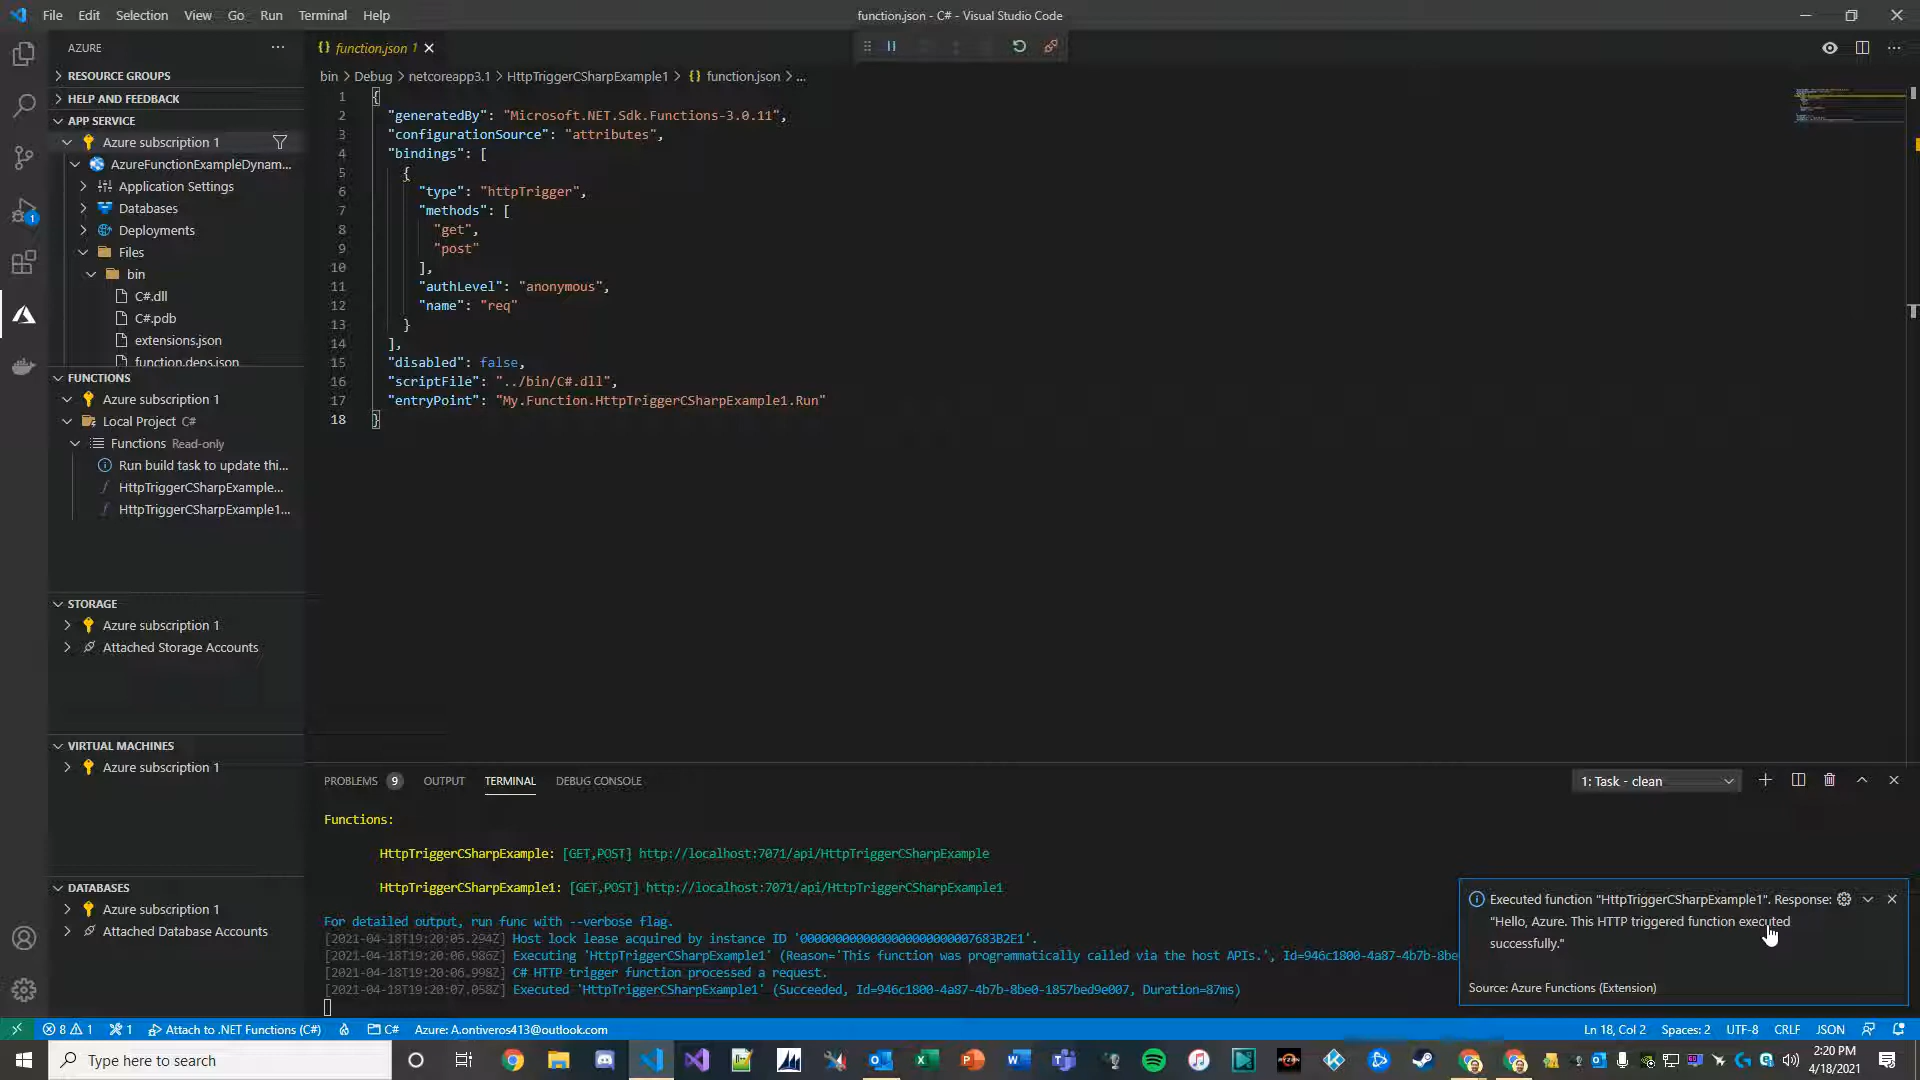 File Edit Selection View Go Run Terminal Help
function.json - C# - Visual Studio Code
AZURE
RESOURCE GROUPS
HELP AND FEEDBACK
APP SERVICE
Azure subscription 1
AzureFunctionExampleDynam...
Application Settings
Databases
Deployments
Files
bin
C#.dll
C#.pdb
extensions.json
function.deps.json
FUNCTIONS
Azure subscription 1
Local Project C#
Functions Read-only
Run build task to update thi...
HttpTriggerCSharpExample...
HttpTriggerCSharpExample1...
STORAGE
Azure subscription 1
Attached Storage Accounts
VIRTUAL MACHINES
Azure subscription 1
DATABASES
Azure subscription 1
Attached Database Accounts
function.json 1
bin > Debug > netcoreapp3.1 > HttpTriggerCSharpExample1 > {} function.json > ...
1 {
2 "generatedBy": "Microsoft.NET.Sdk.Functions-3.0.11",
3 "configurationSource": "attributes",
4 "bindings": [
5 {
6 "type": "httpTrigger",
7 "methods": [
8 "get",
9 "post"
10 ],
11 "authLevel": "anonymous",
12 "name": "req"
13 }
14 ],
15 "disabled": false,
16 "scriptFile": "../bin/C#.dll",
17 "entryPoint": "My.Function.HttpTriggerCSharpExample1.Run"
18 }
PROBLEMS 9 OUTPUT TERMINAL DEBUG CONSOLE
1: Task - clean
Functions:
HttpTriggerCSharpExample: [GET,POST] http://localhost:7071/api/HttpTriggerCSharpExample
HttpTriggerCSharpExample1: [GET,POST] http://localhost:7071/api/HttpTriggerCSharpExample1
For detailed output, run func with --verbose flag.
[2021-04-18T19:20:05.294Z] Host lock lease acquired by instance ID '0000000000000000000000007683B2E1'.
[2021-04-18T19:20:06.986Z] Executing 'HttpTriggerCSharpExample1' (Reason='This function was programmatically called via the host APIs.', Id=946c1800-4a87-4b7b-8be
[2021-04-18T19:20:06.998Z] C# HTTP trigger function processed a request.
[2021-04-18T19:20:07.058Z] Executed 'HttpTriggerCSharpExample1' (Succeeded, Id=946c1800-4a87-4b7b-8be0-1857bed9e007, Duration=87ms)
Executed function "HttpTriggerCSharpExample1". Response:
"Hello, Azure. This HTTP triggered function executed
successfully."
Source: Azure Functions (Extension)
8 1 1 Attach to .NET Functions (C#) C# Azure: A.ontiveros413@outlook.com
Ln 18, Col 2 Spaces: 2 UTF-8 CRLF JSON
Type here to search
2:20 PM
4/18/2021